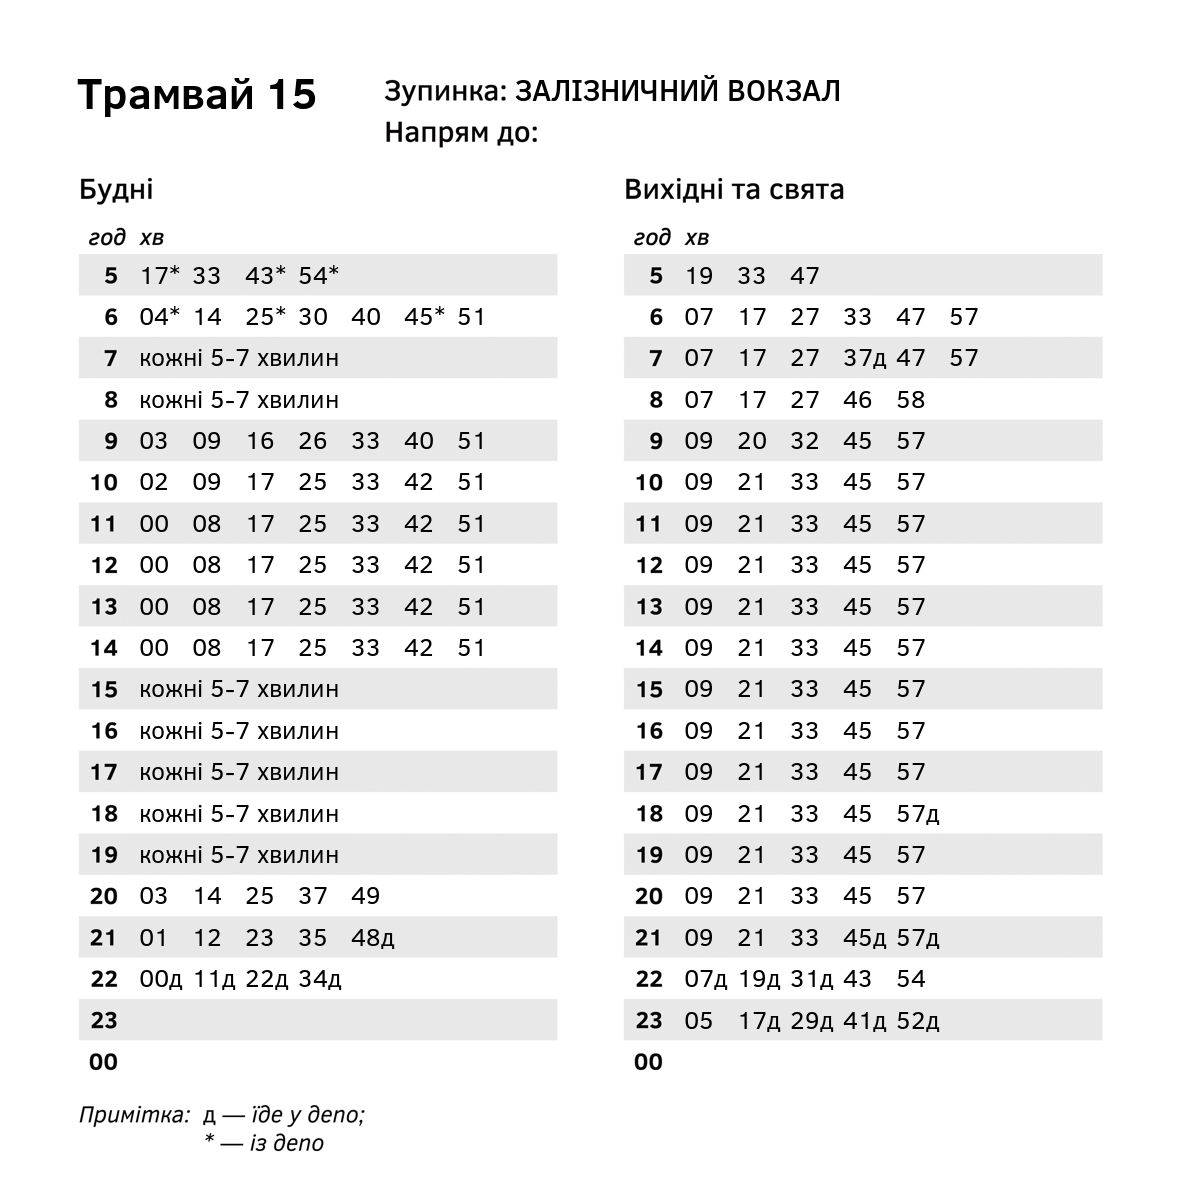 Трамвай 15
Зупинка: ЗАЛІЗНИЧНИЙ ВОКЗАЛ
Напрям до:
Будні
год хв
5 17* 33 43* 54*
6 04* 14 25* 30 40 45* 51
7 кожні 5-7 хвилин
8 кожні 5-7 хвилин
9 03 09 16 26 33 40 51
10 02 09 17 25 33 42 51
11 00 08 17 25 33 42 51
12 00 08 17 25 33 42 51
13 00 08 17 25 33 42 51
14 00 08 17 25 33 42 51
15 кожні 5-7 хвилин
16 кожні 5-7 хвилин
17 кожні 5-7 хвилин
18 кожні 5-7 хвилин
19 кожні 5-7 хвилин
20 03 14 25 37 49
21 01 12 23 35 48д
22 00д 11д 22д 34д
23
00
Вихідні та свята
год хв
5 19 33 47
6 07 17 27 33 47 57
7 07 17 27 37д 47 57
8 07 17 27 46 58
9 09 20 32 45 57
10 09 21 33 45 57
11 09 21 33 45 57
12 09 21 33 45 57
13 09 21 33 45 57
14 09 21 33 45 57
15 09 21 33 45 57
16 09 21 33 45 57
17 09 21 33 45 57
18 09 21 33 45 57д
19 09 21 33 45 57
20 09 21 33 45 57
21 09 21 33 45д 57д
22 07д 19д 31д 43 54
23 05 17д 29д 41д 52д
00
Примітка: д — їде у депо;
* — із депо